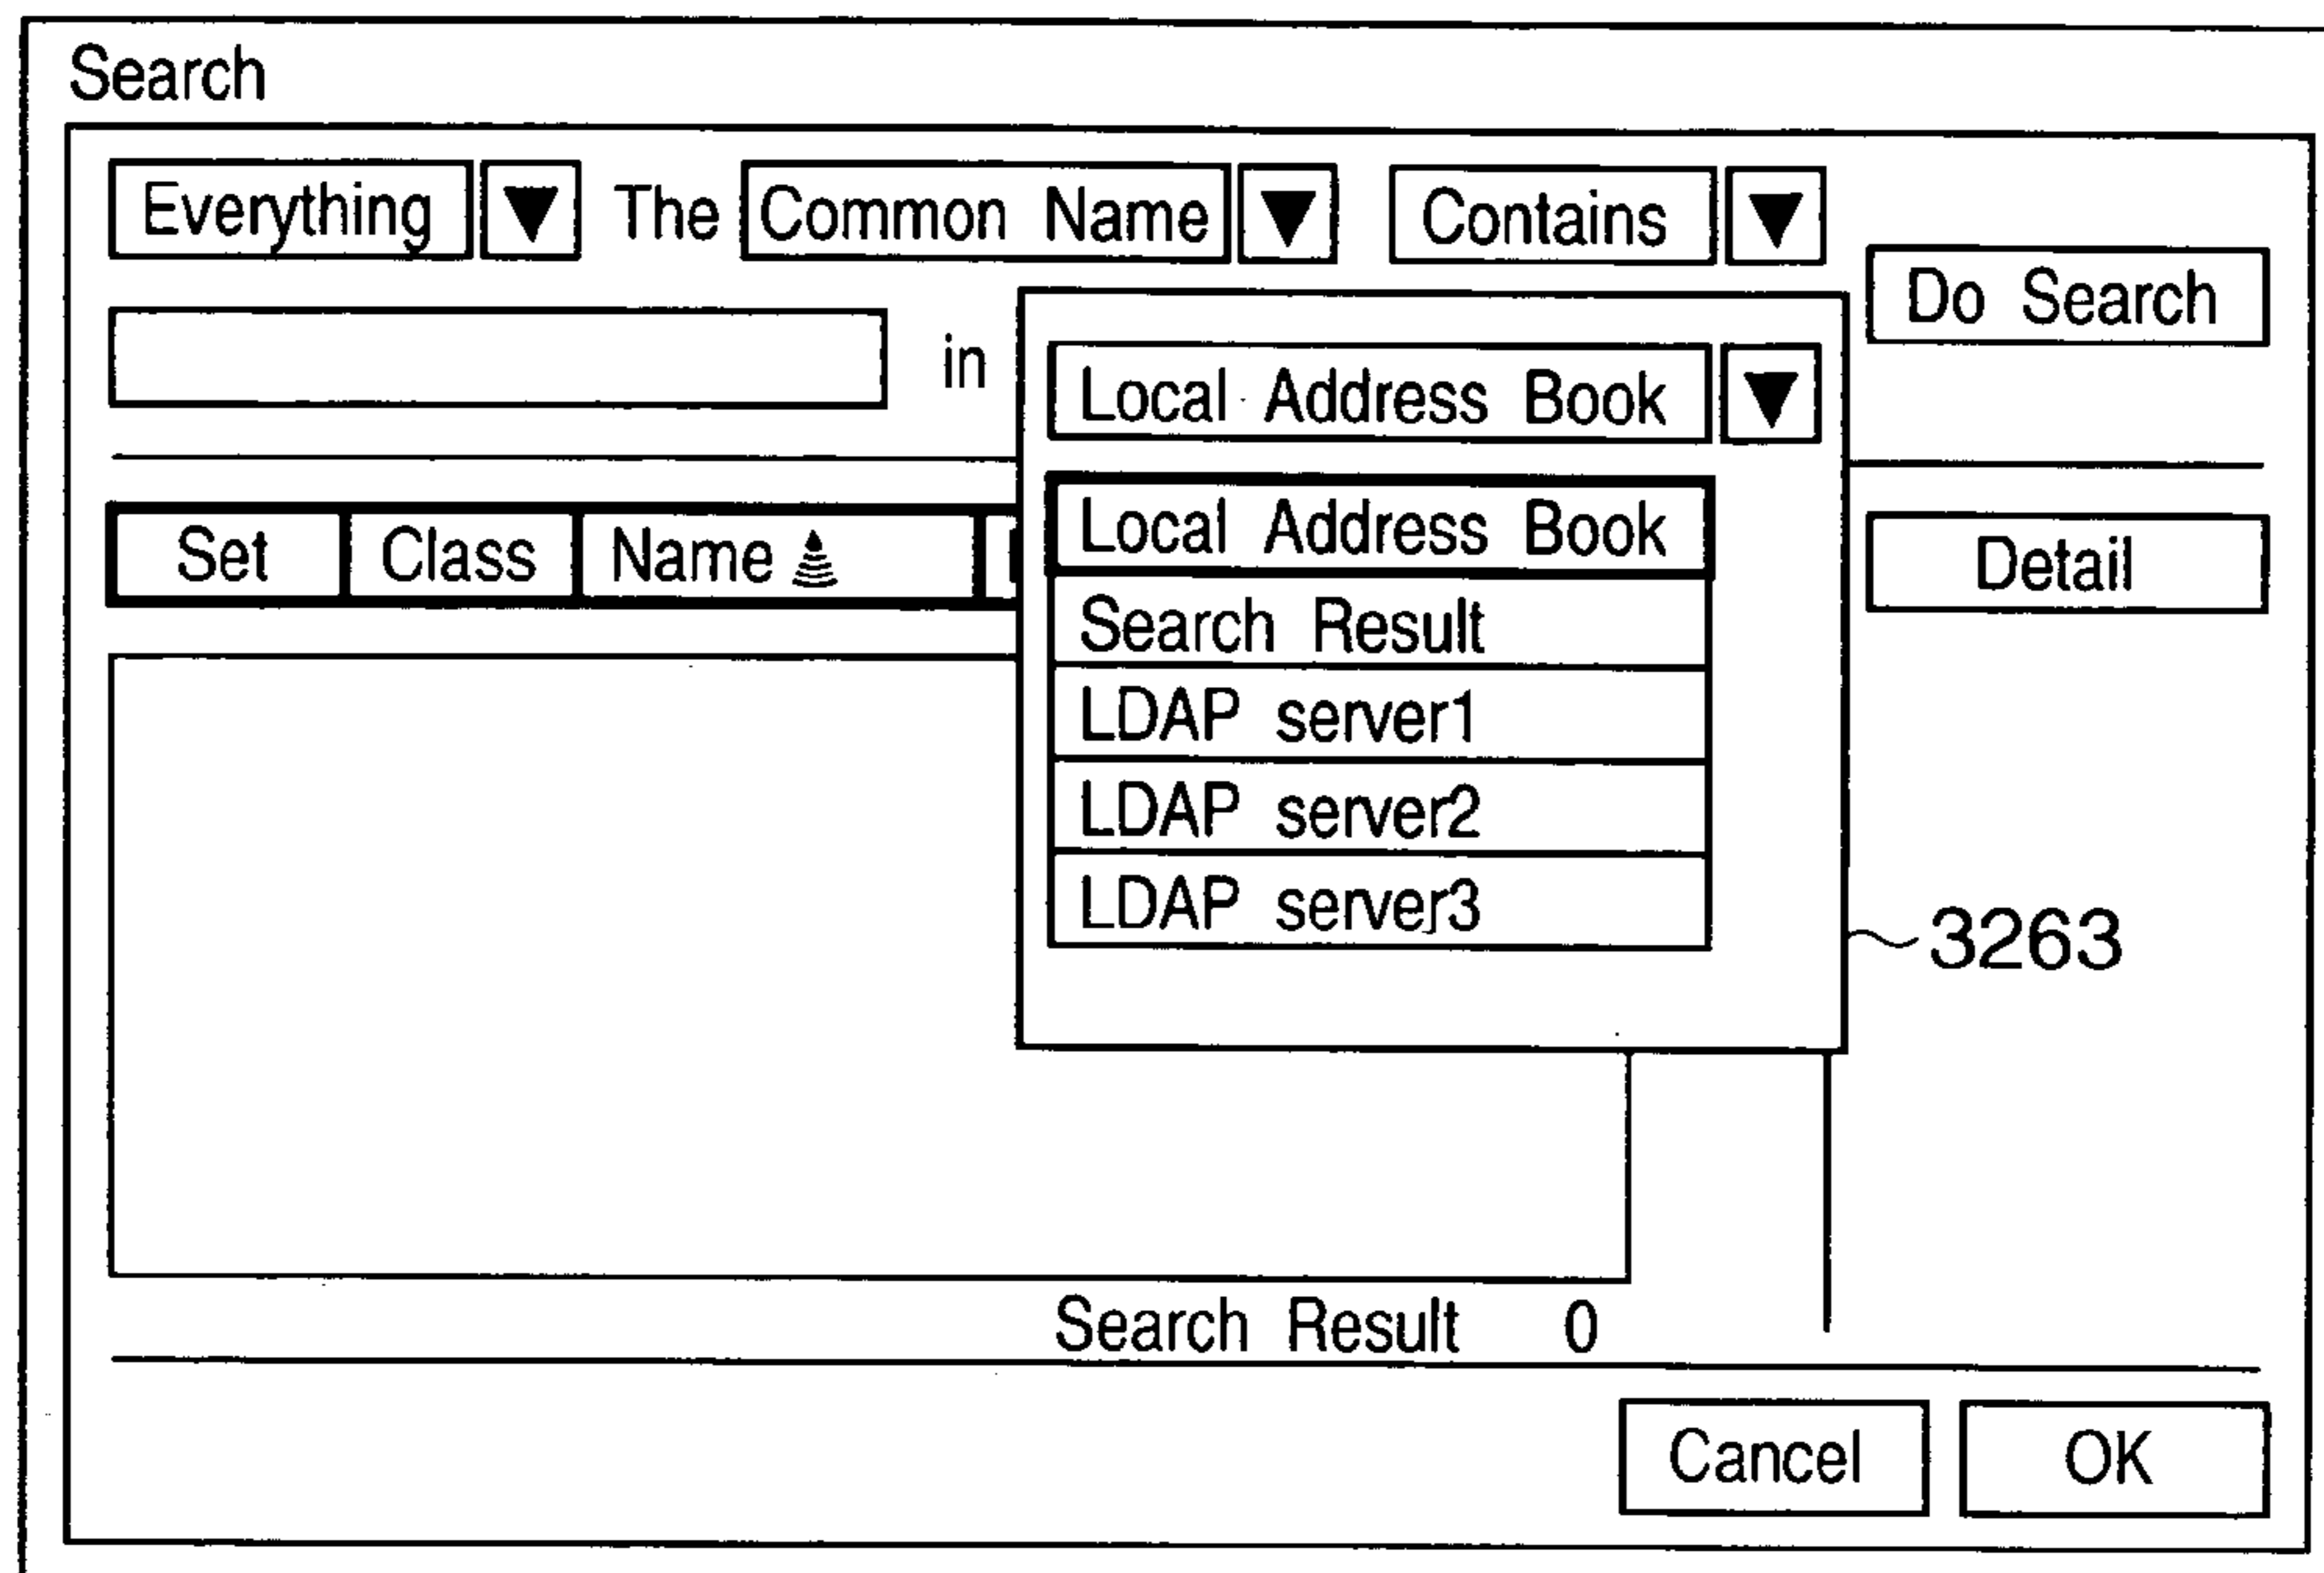 Search
Everything ▼ The Common Name ▼ Contains ▼
Do Search
in
Local Address Book ▼
Set Class Name
Detail
Local Address Book
Search Result
LDAP server1
LDAP server2
LDAP server3
3263
Search Result 0
Cancel OK